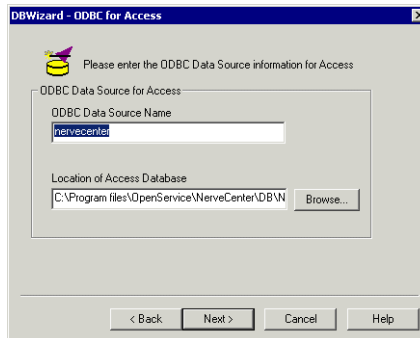 DBWizard - ODBC for Access
Please enter the ODBC Data Source information for Access
ODBC Data Source for Access
ODBC Data Source Name
nervecenter
Location of Access Database
C:\Program files\OpenService\NerveCenter\DB\N
Browse...
< Back
Next >
Cancel
Help